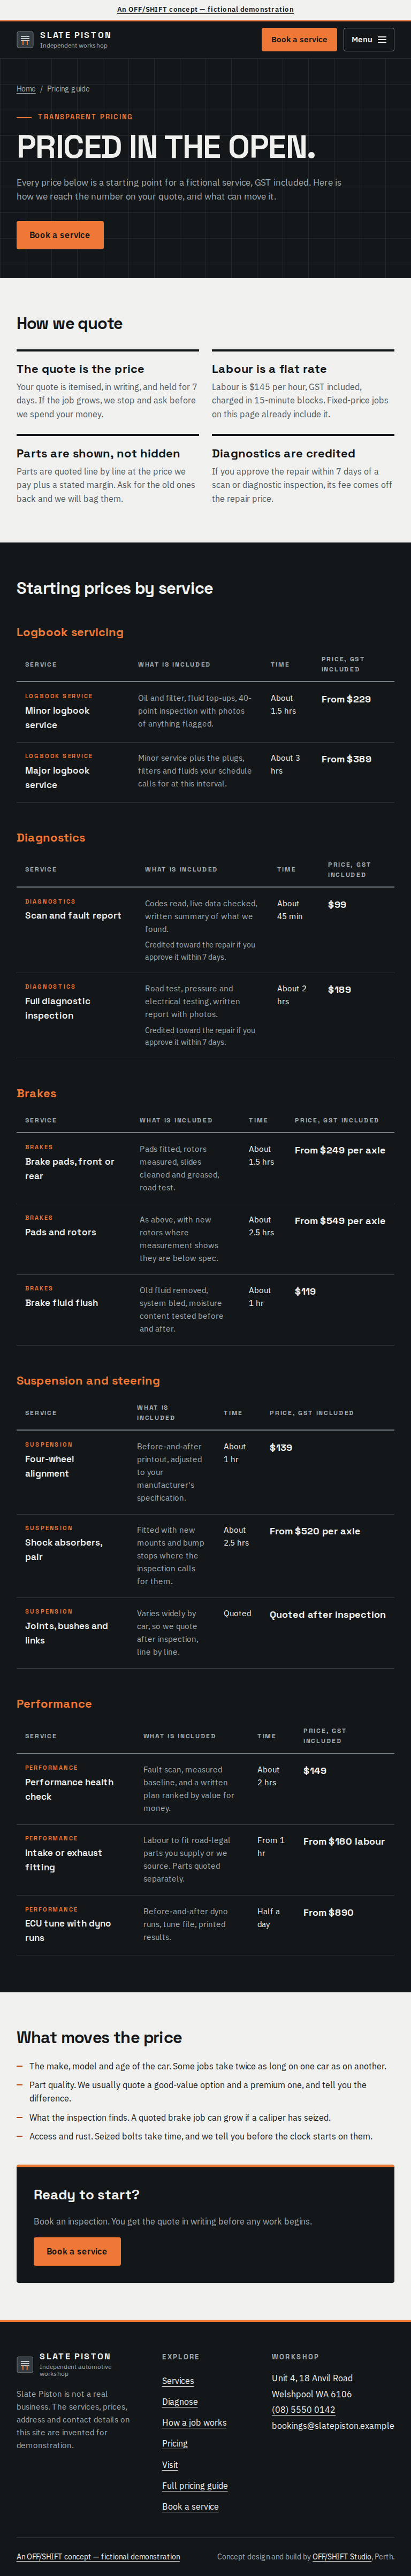 An OFF/SHIFT concept — fictional demonstration
SLATE PISTON
Independent workshop
Book a service
Menu
Home / Pricing guide
TRANSPARENT PRICING
PRICED IN THE OPEN.
Every price below is a starting point for a fictional service, GST included. Here is
how we reach the number on your quote, and what can move it.
Book a service
How we quote
The quote is the price
Your quote is itemised, in writing, and held for 7
days. If the job grows, we stop and ask before
we spend your money.
Labour is a flat rate
Labour is $145 per hour, GST included,
charged in 15-minute blocks. Fixed-price jobs
on this page already include it.
Parts are shown, not hidden
Parts are quoted line by line at the price we
pay plus a stated margin. Ask for the old ones
back and we will bag them.
Diagnostics are credited
If you approve the repair within 7 days of a
scan or diagnostic inspection, its fee comes off
the repair price.
Starting prices by service
Logbook servicing
SERVICE
WHAT IS INCLUDED
TIME
PRICE, GST
INCLUDED
LOGBOOK SERVICE
Minor logbook
service
Oil and filter, fluid top-ups, 40-
point inspection with photos
of anything flagged.
About
1.5 hrs
From $229
LOGBOOK SERVICE
Major logbook
service
Minor service plus the plugs,
filters and fluids your schedule
calls for at this interval.
About 3
hrs
From $389
Diagnostics
SERVICE
WHAT IS INCLUDED
TIME
PRICE, GST
INCLUDED
DIAGNOSTICS
Scan and fault report
Codes read, live data checked,
written summary of what we
found.
Credited toward the repair if you
approve it within 7 days.
About
45 min
$99
DIAGNOSTICS
Full diagnostic
inspection
Road test, pressure and
electrical testing, written
report with photos.
Credited toward the repair if you
approve it within 7 days.
About 2
hrs
$189
Brakes
SERVICE
WHAT IS INCLUDED
TIME
PRICE, GST INCLUDED
BRAKES
Brake pads, front or
rear
Pads fitted, rotors
measured, slides
cleaned and greased,
road test.
About
1.5 hrs
From $249 per axle
BRAKES
Pads and rotors
As above, with new
rotors where
measurement shows
they are below spec.
About
2.5 hrs
From $549 per axle
BRAKES
Brake fluid flush
Old fluid removed,
system bled, moisture
content tested before
and after.
About
1 hr
$119
Suspension and steering
SERVICE
WHAT IS
INCLUDED
TIME
PRICE, GST INCLUDED
SUSPENSION
Four-wheel
alignment
Before-and-after
printout, adjusted
to your
manufacturer's
specification.
About
1 hr
$139
SUSPENSION
Shock absorbers,
pair
Fitted with new
mounts and bump
stops where the
inspection calls
for them.
About
2.5 hrs
From $520 per axle
SUSPENSION
Joints, bushes and
links
Varies widely by
car, so we quote
after inspection,
line by line.
Quoted
Quoted after inspection
Performance
SERVICE
WHAT IS INCLUDED
TIME
PRICE, GST
INCLUDED
PERFORMANCE
Performance health
check
Fault scan, measured
baseline, and a written
plan ranked by value for
money.
About
2 hrs
$149
PERFORMANCE
Intake or exhaust
fitting
Labour to fit road-legal
parts you supply or we
source. Parts quoted
separately.
From 1
hr
From $180 labour
PERFORMANCE
ECU tune with dyno
runs
Before-and-after dyno
runs, tune file, printed
results.
Half a
day
From $890
What moves the price
The make, model and age of the car. Some jobs take twice as long on one car as on another.
Part quality. We usually quote a good-value option and a premium one, and tell you the
difference.
What the inspection finds. A quoted brake job can grow if a caliper has seized.
Access and rust. Seized bolts take time, and we tell you before the clock starts on them.
Ready to start?
Book an inspection. You get the quote in writing before any work begins.
Book a service
SLATE PISTON
Independent automotive
workshop
Slate Piston is not a real
business. The services, prices,
address and contact details on
this site are invented for
demonstration.
EXPLORE
Services
Diagnose
How a job works
Pricing
Visit
Full pricing guide
Book a service
WORKSHOP
Unit 4, 18 Anvil Road
Welshpool WA 6106
(08) 5550 0142
bookings@slatepiston.example
An OFF/SHIFT concept — fictional demonstration
Concept design and build by OFF/SHIFT Studio, Perth.